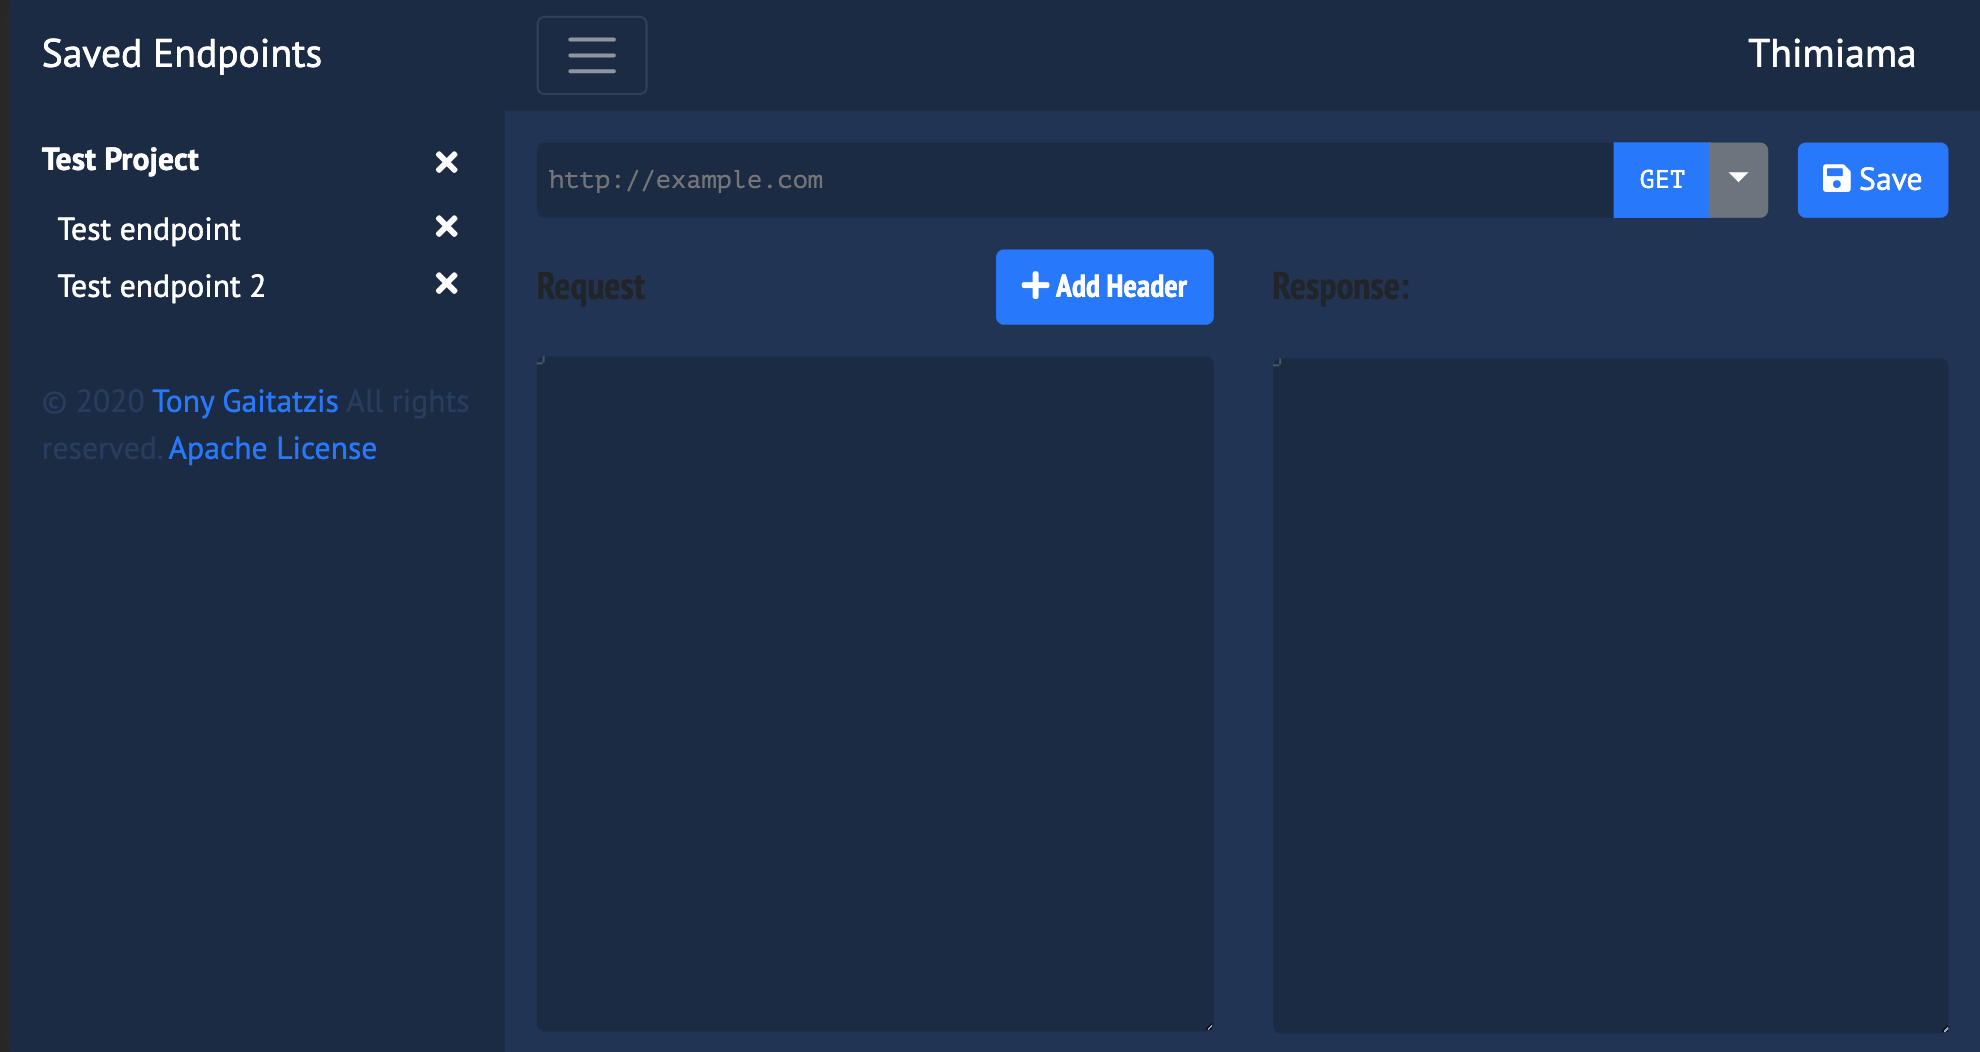 Saved Endpoints
Thimiama
Test Project
Test endpoint
Test endpoint 2
© 2020 Tony Gaitatzis All rights
reserved. Apache License
http://example.com
GET
Save
Request
Add Header
Response: